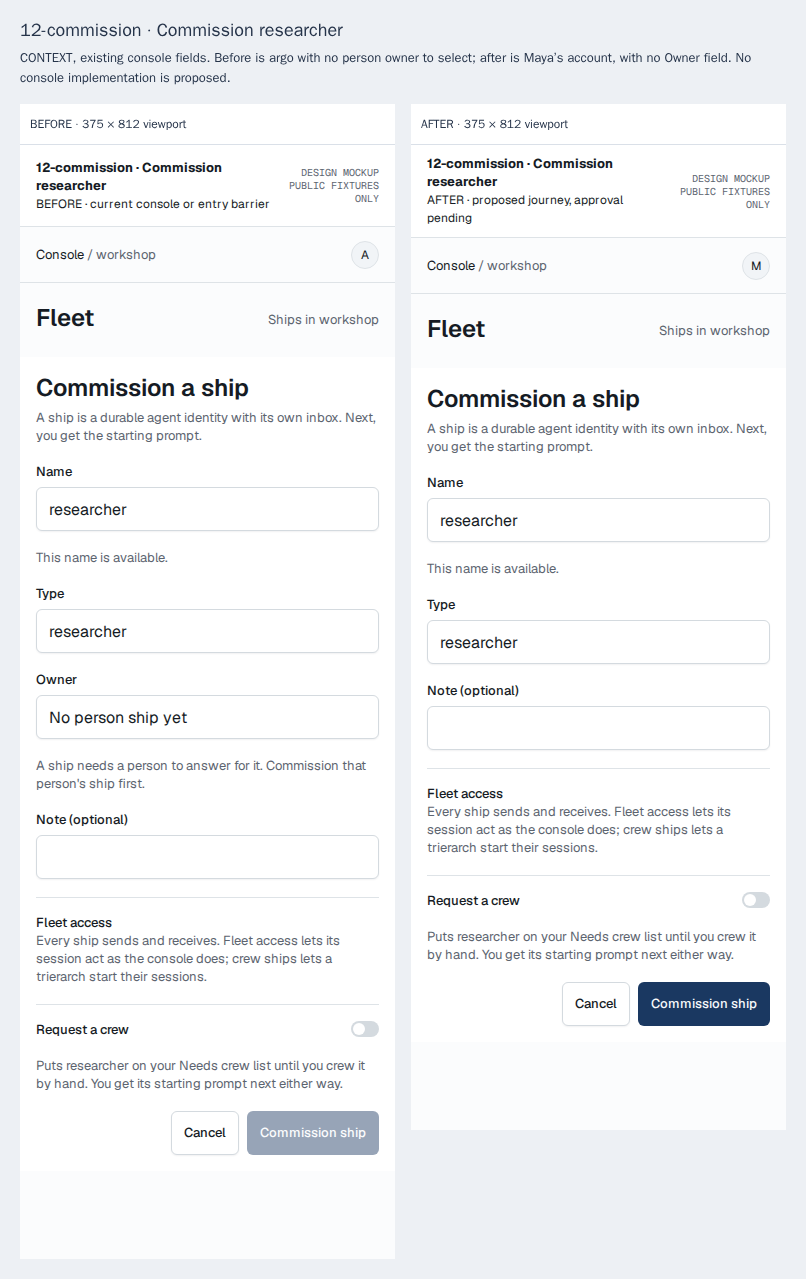 12-commission · Commission researcher
CONTEXT, existing console fields. Before is argo with no person owner to select; after is Maya's account, with no Owner field. No
console implementation is proposed.
BEFORE · 375 × 812 viewport
12-commission · Commission
researcher
BEFORE · current console or entry barrier
DESIGN MOCKUP
PUBLIC FIXTURES
ONLY
Console / workshop
A
Fleet
Ships in workshop
Commission a ship
A ship is a durable agent identity with its own inbox. Next,
you get the starting prompt.
Name
researcher
This name is available.
Type
researcher
Owner
No person ship yet
A ship needs a person to answer for it. Commission that
person's ship first.
Note (optional)
Fleet access
Every ship sends and receives. Fleet access lets its
session act as the console does; crew ships lets a
trierarch start their sessions.
Request a crew
Puts researcher on your Needs crew list until you crew it
by hand. You get its starting prompt next either way.
Cancel
Commission ship
AFTER · 375 × 812 viewport
12-commission · Commission
researcher
AFTER · proposed journey, approval
pending
DESIGN MOCKUP
PUBLIC FIXTURES
ONLY
Console / workshop
M
Fleet
Ships in workshop
Commission a ship
A ship is a durable agent identity with its own inbox. Next,
you get the starting prompt.
Name
researcher
This name is available.
Type
researcher
Note (optional)
Fleet access
Every ship sends and receives. Fleet access lets its
session act as the console does; crew ships lets a
trierarch start their sessions.
Request a crew
Puts researcher on your Needs crew list until you crew it
by hand. You get its starting prompt next either way.
Cancel
Commission ship